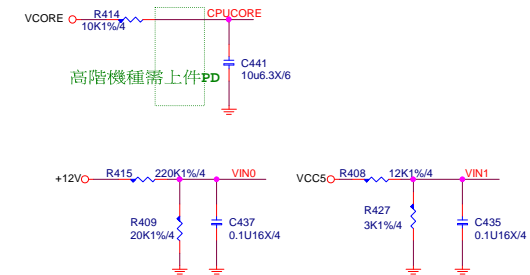 VCORE
R414
10K1%/4
CPUCORE
C441
10u6.3X/6
高階機種需上件PD
+12V
R415
220K1%/4
VIN0
R409
20K1%/4
C437
0.1U16X/4
VCC5
R408
12K1%/4
VIN1
R427
3K1%/4
C435
0.1U16X/4